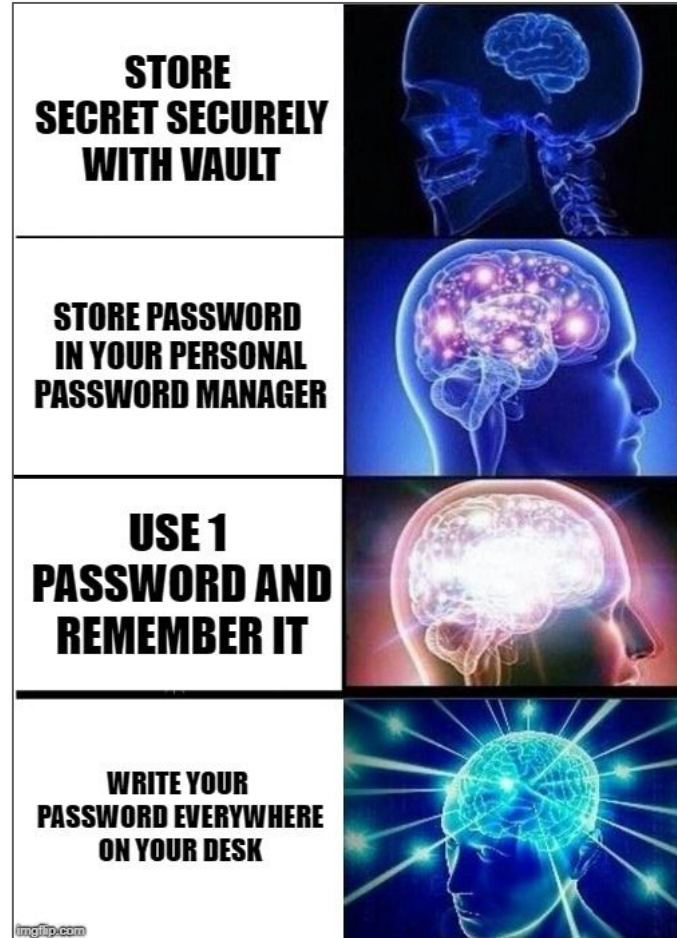 STORE
SECRET SECURELY
WITH VAULT
STORE PASSWORD
IN YOUR PERSONAL
PASSWORD MANAGER
USE 1
PASSWORD AND
REMEMBER IT
WRITE YOUR
PASSWORD EVERYWHERE
ON YOUR DESK
imgflip.com